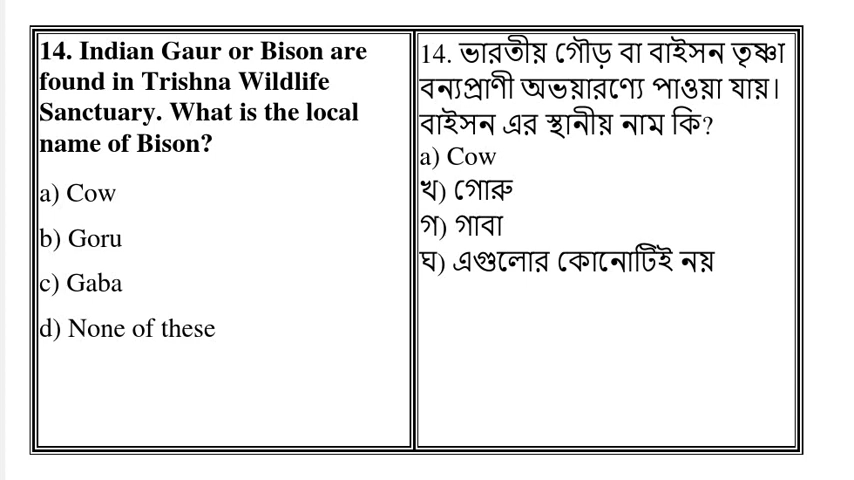 14. Indian Gaur or Bison are
found in Trishna Wildlife
Sanctuary. What is the local
name of Bison?
a) Cow
b) Goru
c) Gaba
d) None of these
14. ভারতীয় গৌড় বা বাইসন তৃষ্ণা
বন্যপ্রাণী অভয়ারণ্যে পাওয়া যায়।
বাইসন এর স্থানীয় নাম কি?
a) Cow
খ) গোরু
গ) গাবা
ঘ) এগুলোর কোনোটিই নয়